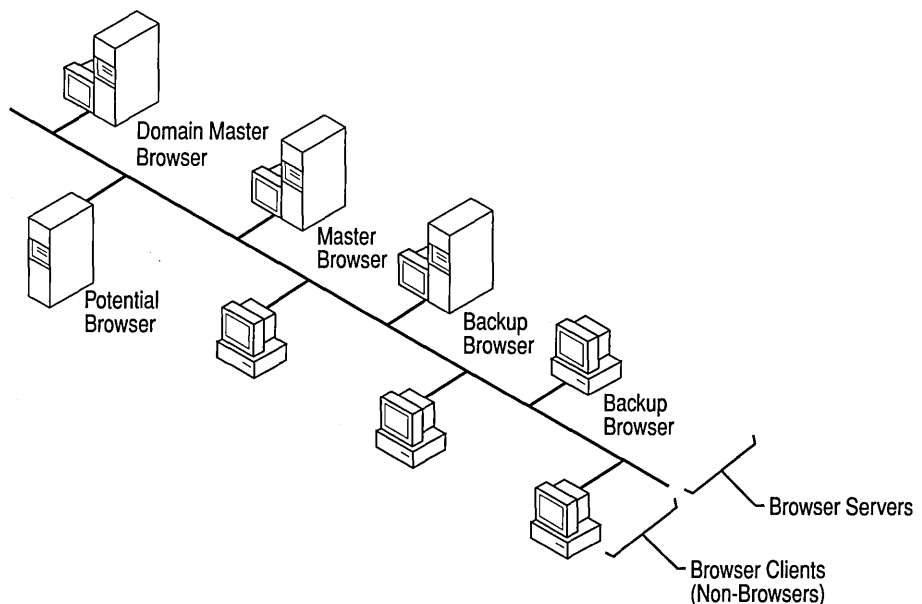 Domain Master
Browser
Master
Browser
Potential
Browser
Backup
Browser
Backup
Browser
Browser Servers
Browser Clients
(Non-Browsers)